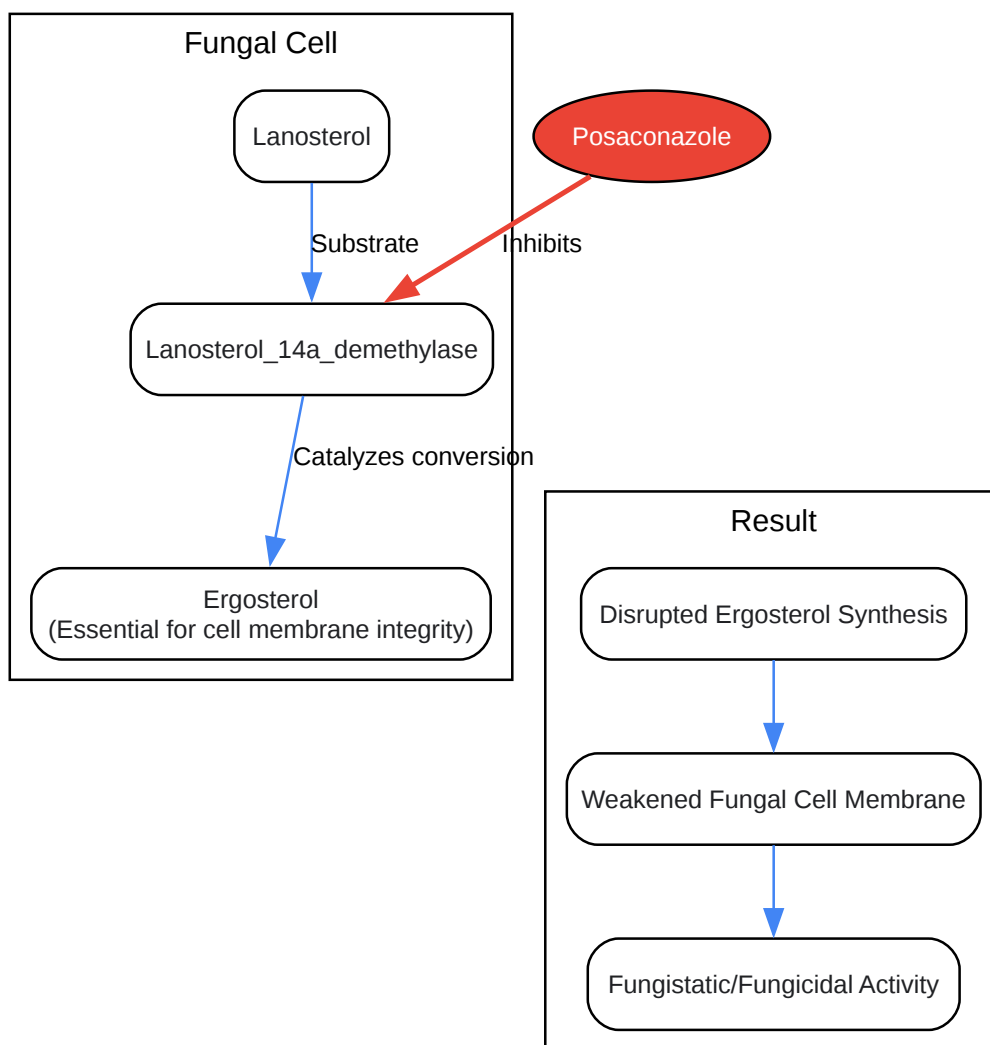 Fungal Cell
Lanosterol
Posaconazole
Substrate
Inhibits
Lanosterol_14a_demethylase
Catalyzes conversion
Ergosterol
(Essential for cell membrane integrity)
Result
Disrupted Ergosterol Synthesis
Weakened Fungal Cell Membrane
Fungistatic/Fungicidal Activity